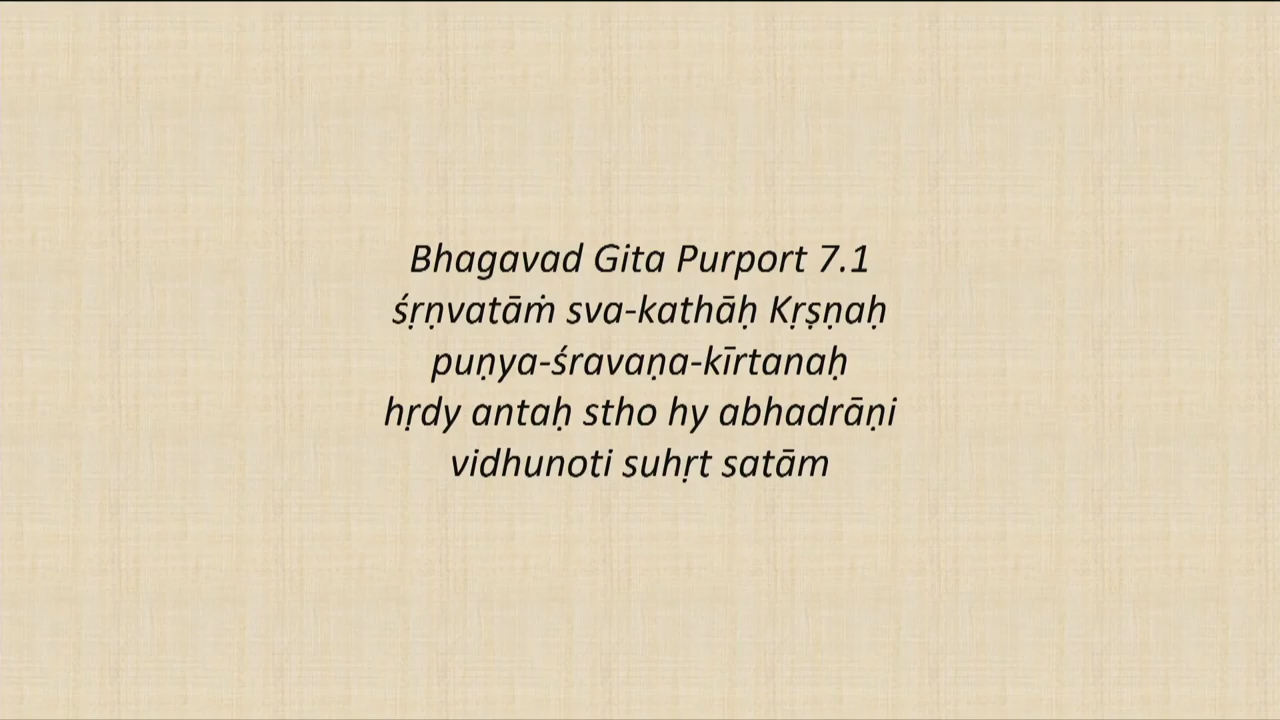 Bhagavad Gita Purport 7.1
śṛṇvatāṁ sva-kathāḥ Kṛṣṇaḥ
puṇya-śravaṇa-kīrtanaḥ
hṛdy antaḥ stho hy abhadrāṇi
vidhunoti suhṛt satām